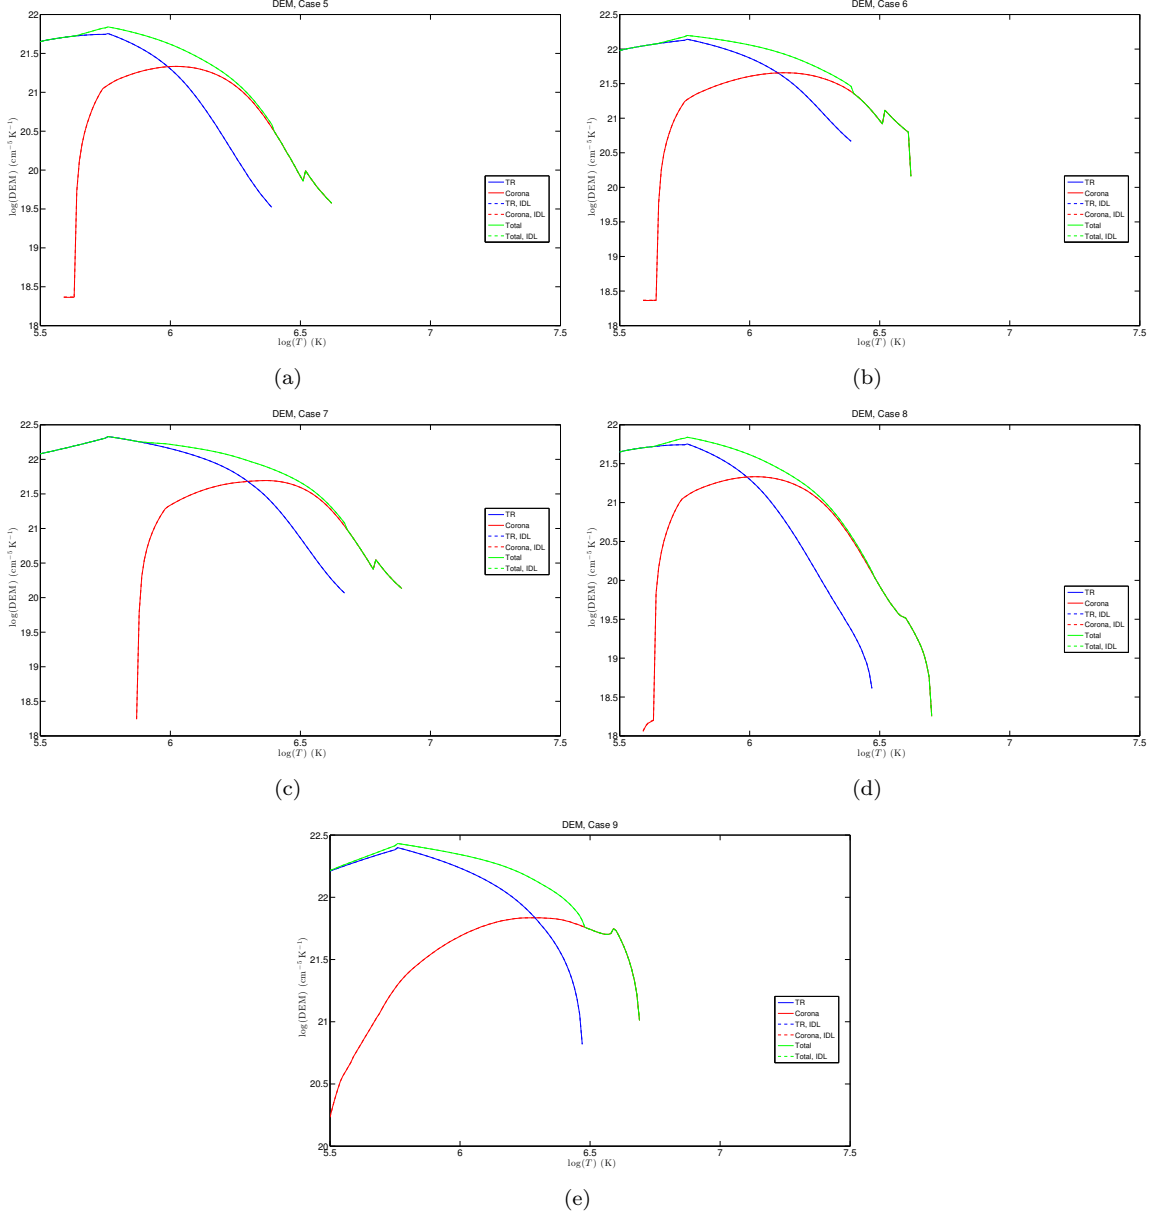 DEM, Case 5
22
21.5
21
20.5
20
19.5
19
18.5
18
log(DEM) (cm⁻⁵ K⁻¹)
5.5 6 6.5 7 7.5
log(T) (K)
TR
Corona
TR, IDL
Corona, IDL
Total
Total, IDL
(a)
DEM, Case 6
22.5
22
21.5
21
20.5
20
19.5
19
18.5
18
log(DEM) (cm⁻⁵ K⁻¹)
5.5 6 6.5 7 7.5
log(T) (K)
TR
Corona
TR, IDL
Corona, IDL
Total
Total, IDL
(b)
DEM, Case 7
22.5
22
21.5
21
20.5
20
19.5
19
18.5
18
log(DEM) (cm⁻⁵ K⁻¹)
5.5 6 6.5 7 7.5
log(T) (K)
TR
Corona
TR, IDL
Corona, IDL
Total
Total, IDL
(c)
DEM, Case 8
22
21.5
21
20.5
20
19.5
19
18.5
18
log(DEM) (cm⁻⁵ K⁻¹)
5.5 6 6.5 7 7.5
log(T) (K)
TR
Corona
TR, IDL
Corona, IDL
Total
Total, IDL
(d)
DEM, Case 9
22.5
22
21.5
21
20.5
20
log(DEM) (cm⁻⁵ K⁻¹)
5.5 6 6.5 7 7.5
log(T) (K)
TR
Corona
TR, IDL
Corona, IDL
Total
Total, IDL
(e)